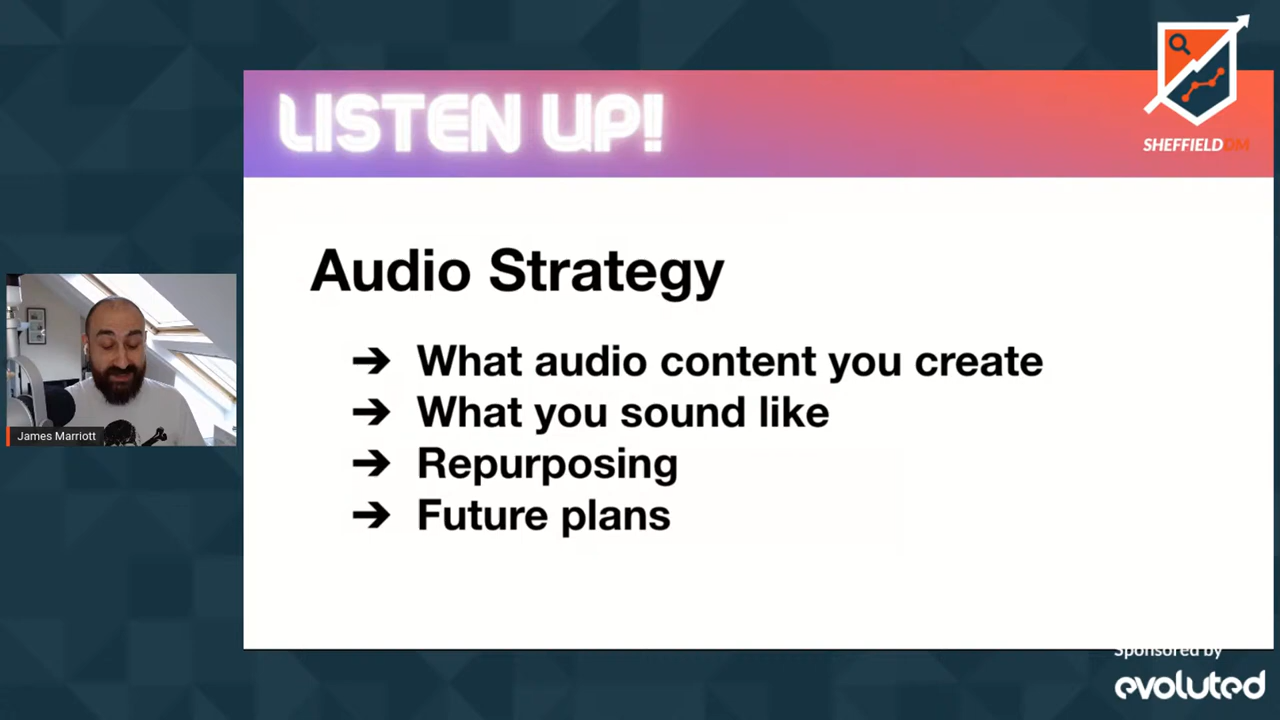 LISTEN UP!
SHEFFIELDDM
Audio Strategy
➔ What audio content you create
➔ What you sound like
➔ Repurposing
➔ Future plans
James Marriott
Sponsored by
evoluted